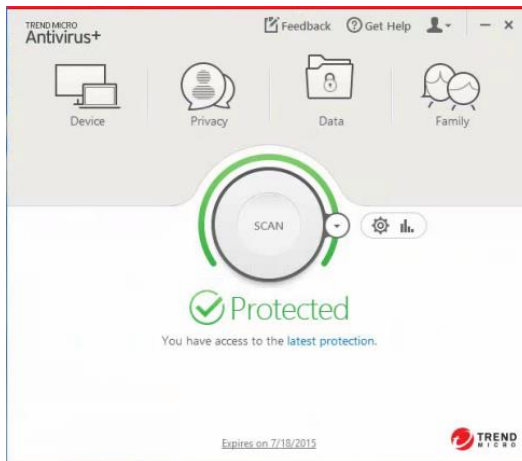 TREND MICRO
Antivirus+
Feedback
Get Help
Device
Privacy
Data
Family
SCAN
Protected
You have access to the latest protection.
Expires on 7/18/2015
TREND
MICRO